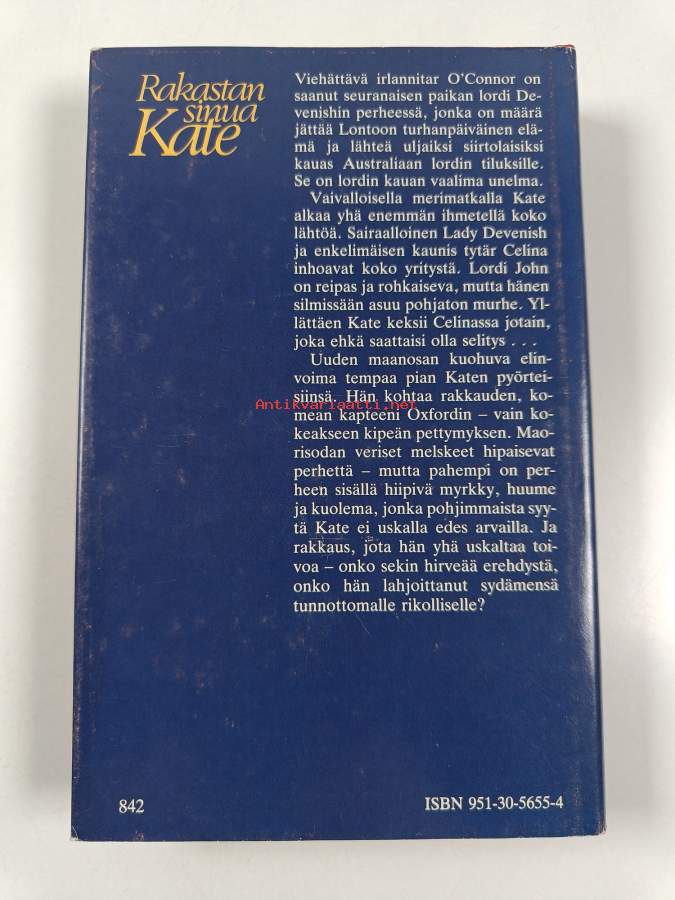 Rakastan
sinua
Kate
Viehättävä irlannitar O'Connor on
saanut seuranaisen paikan lordi De-
venishin perheessä, jonka on määrä
jättää Lontoon turhanpäiväinen elä-
mä ja lähteä uljaiksi siirtolaisiksi
kauas Australiaan lordin tiluksille.
Se on lordin kauan vaalima unelma.
Vaivalloisella merimatkalla Kate
alkaa yhä enemmän ihmetellä koko
lähtöä. Sairaalloinen Lady Devenish
ja enkelimäisen kaunis tytär Celina
inhoavat koko yritystä. Lordi John
on reipas ja rohkaiseva, mutta hänen
silmissään asuu pohjaton murhe. Yl-
lättäen Kate keksii Celinassa jotain,
joka ehkä saattaisi olla selitys . . .
Uuden maanosan kuohuva elin-
voima tempaa pian Katen pyörtei-
siinsä. Hän kohtaa rakkauden, ko-
mean kapteeni Oxfordin – vain ko-
keakseen kipeän pettymyksen. Mao-
risodan veriset melskeet hipaisevat
perhettä – mutta pahempi on per-
heen sisällä hiipivä myrkky, huume
ja kuolema, jonka pohjimmaista syy-
tä Kate ei uskalla edes arvailla. Ja
rakkaus, jota hän yhä uskaltaa toi-
voa – onko sekin hirveää erehdystä,
onko hän lahjoittanut sydämensä
tunnottomalle rikolliselle?
Antikvariaatti.net
842
ISBN 951-30-5655-4